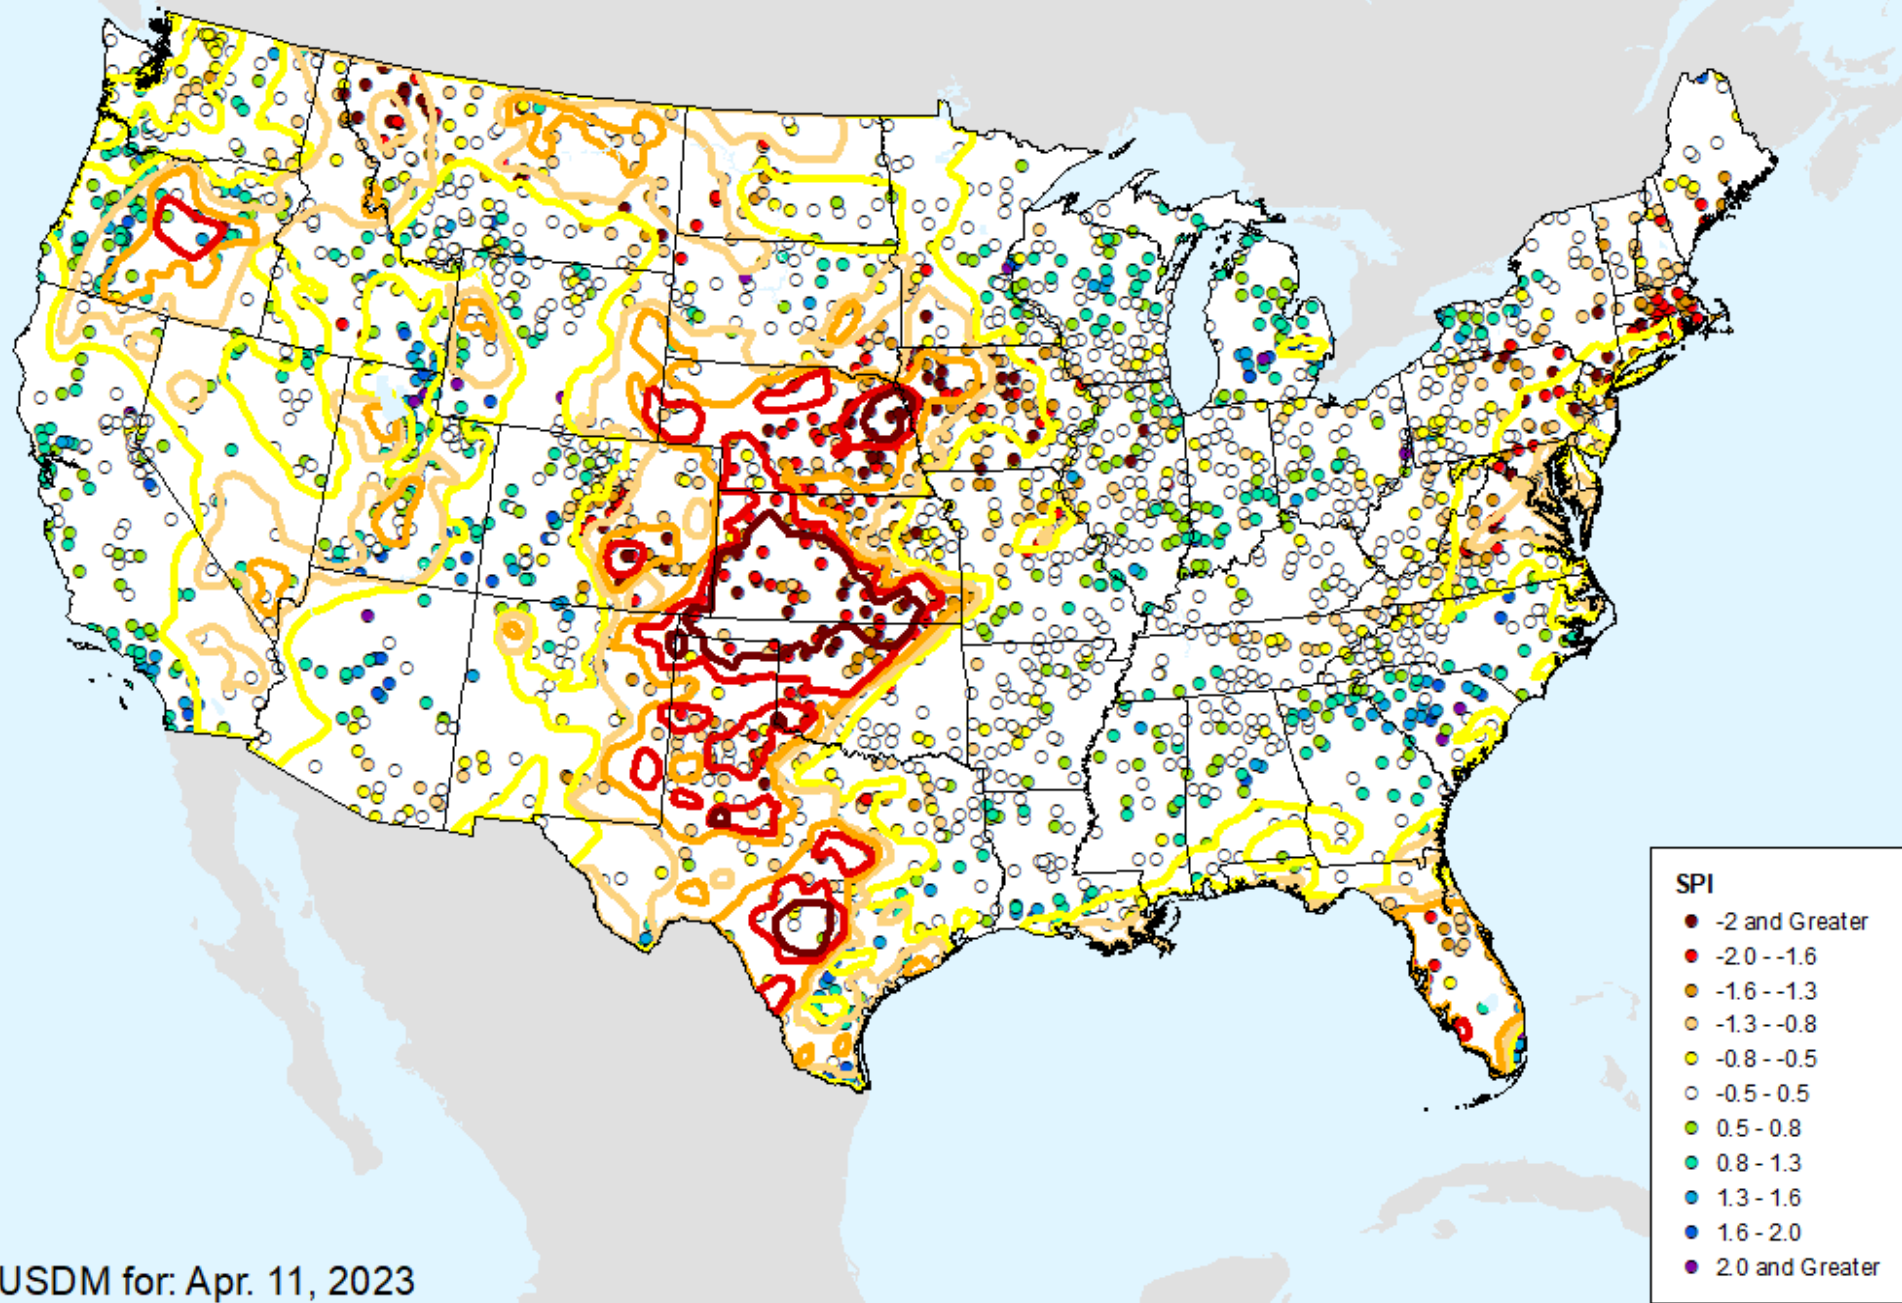 SPI
-2 and Greater
-2.0 - -1.6
-1.6 - -1.3
-1.3 - -0.8
-0.8 - -0.5
-0.5 - 0.5
0.5 - 0.8
0.8 - 1.3
1.3 - 1.6
1.6 - 2.0
2.0 and Greater
USDM for: Apr. 11, 2023